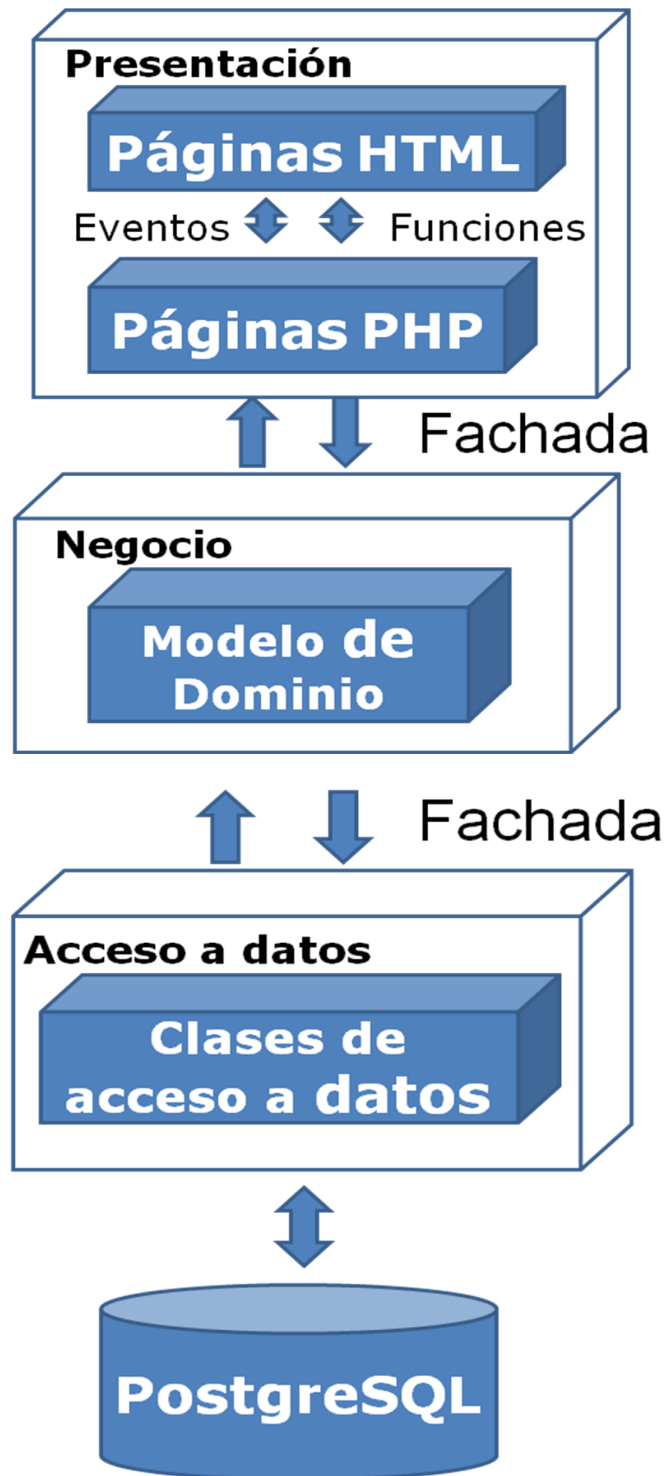 Presentación
Páginas HTML
Eventos
Funciones
Páginas PHP
Fachada
Negocio
Modelo de
Dominio
Fachada
Acceso a datos
Clases de
acceso a datos
PostgreSQL